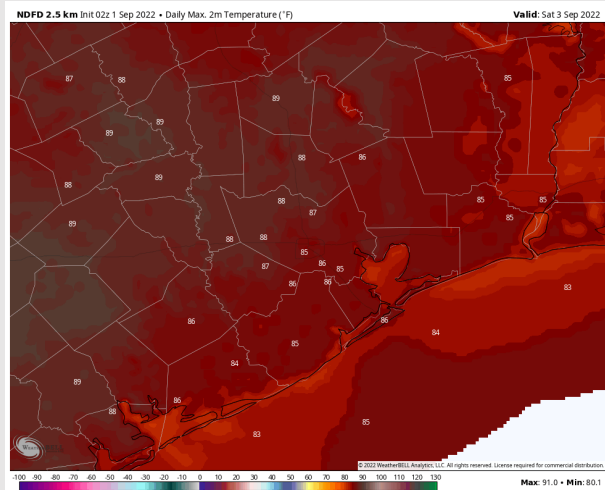 NDFD 2.5 km Init 02z 1 Sep 2022 • Daily Max. 2m Temperature (°F)
Valid: Sat 3 Sep 2022
87 88 85
89
89
89
88 86
89
88
88 85 85
87 85
89
88 88
85
87 86 85
86 86
83
86 86
84
85
84
89
86
88
85
83
© 2022 WeatherBELL Analytics, LLC. All rights reserved. License required for commercial distribution.
-100 -90 -80 -70 -60 -50 -40 -30 -20 -10 0 10 20 30 40 50 60 70 80 90 100 110 120 130
Max: 91.0 • Min: 80.1